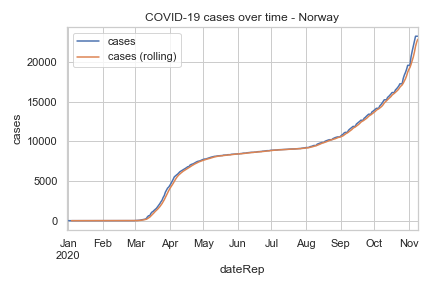 COVID-19 cases over time - Norway
cases
cases (rolling)
20000
15000
10000
5000
0
cases
Jan Feb Mar Apr May Jun Jul Aug Sep Oct Nov
2020
dateRep